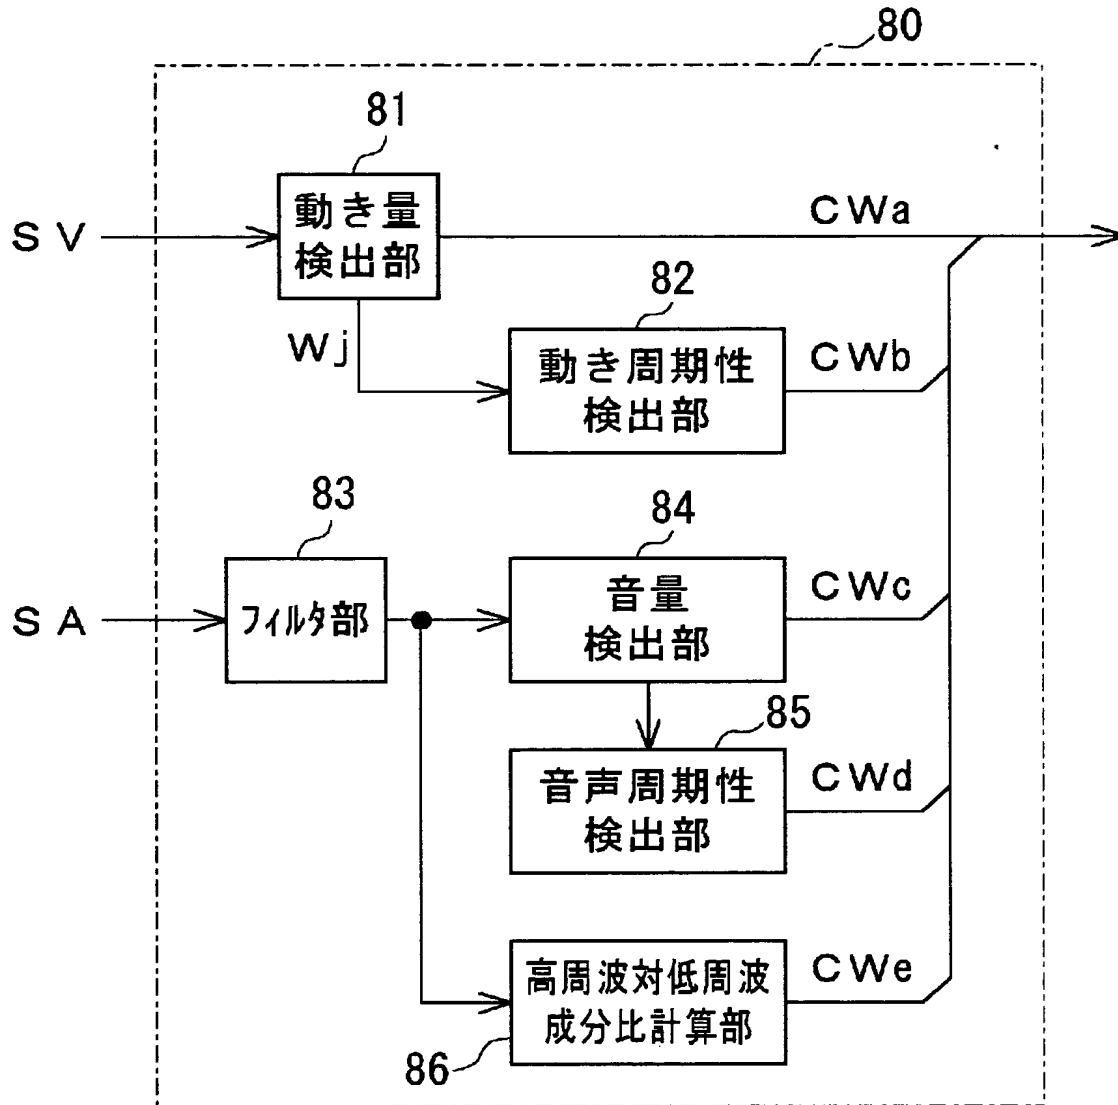 80
81
動き量
検出部
SV
CWa
Wj
82
動き周期性
検出部
CWb
83
フィルタ部
SA
84
音量
検出部
CWc
85
音声周期性
検出部
CWd
高周波対低周波
成分比計算部
CWe
86